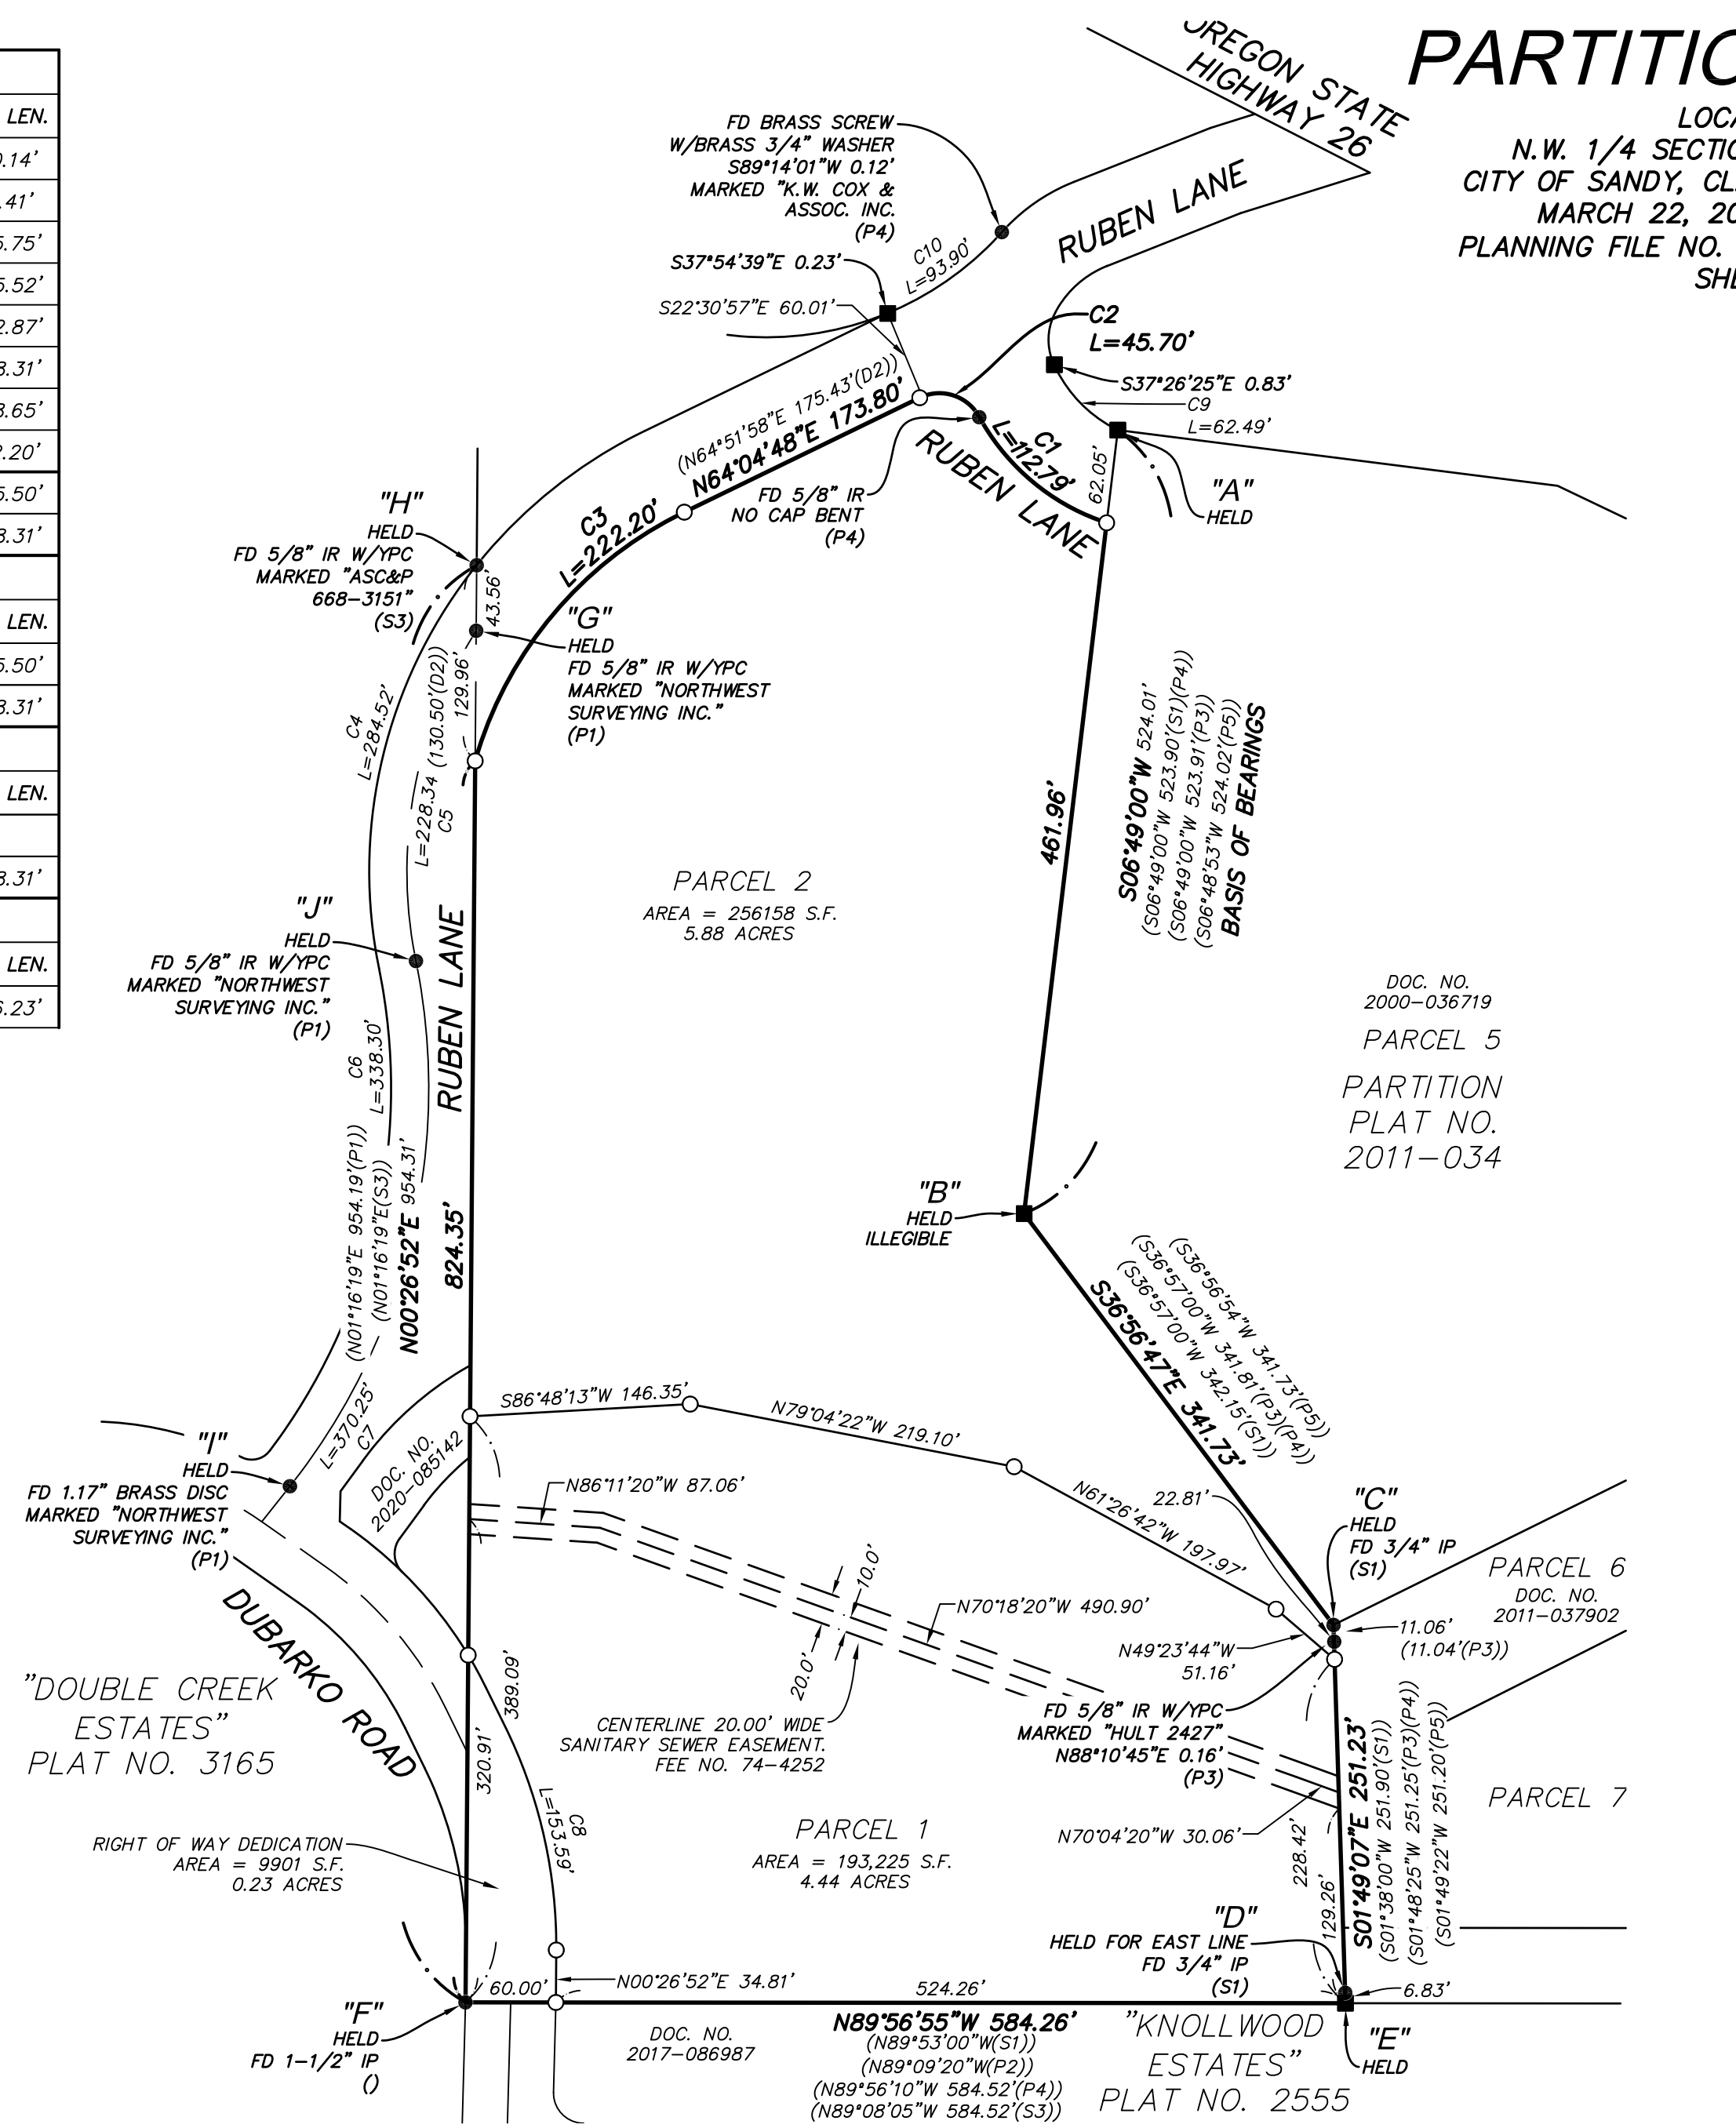 PARTITIO
LOCA
N.W. 1/4 SECTIO
CITY OF SANDY, CL
MARCH 22, 20
PLANNING FILE NO.
SHE
OREGON STATE
HIGHWAY 26
LEN.
.14'
.41'
.75'
.52'
.87'
8.31'
.65'
.20'
.50'
8.31'
LEN.
.50'
8.31'
LEN.
8.31'
LEN.
.23'
FD BRASS SCREW
W/BRASS 3/4" WASHER
S89°14'01"W 0.12'
MARKED "K.W. COX &
ASSOC. INC.
(P4)
RUBEN LANE
C10
L=93.90'
S37°54'39"E 0.23'
S22°30'57"E 60.01'
C2
L=45.70'
S37°26'25"E 0.83'
C9
L=62.49'
(N64°51'58"E 175.43'(D2))
N64°04'48"E 173.80'
C1
L=112.79'
RUBEN LANE
62.05'
"A"
HELD
FD 5/8" IR
NO CAP BENT
(P4)
C3
L=222.20'
"H"
HELD
FD 5/8" IR W/YPC
MARKED "ASC&P
668-3151"
(S3)
43.56'
"G"
HELD
FD 5/8" IR W/YPC
MARKED "NORTHWEST
SURVEYING INC."
(P1)
129.96'
(130.50'(D2))
C4
L=284.52'
L=228.34
C5
S06°49'00"W 524.01'
(S06°49'00"W 523.90'(S1)(P4))
(S06°49'00"W 523.91'(P3))
(S06°48'53"W 524.02'(P5))
BASIS OF BEARINGS
461.96'
PARCEL 2
AREA = 256158 S.F.
5.88 ACRES
"J"
HELD
FD 5/8" IR W/YPC
MARKED "NORTHWEST
SURVEYING INC."
(P1)
RUBEN LANE
DOC. NO.
2000-036719
PARCEL 5
PARTITION
PLAT NO.
2011-034
C6
L=338.30'
(N01°16'19"E 954.19'(P1))
(N01°16'19"E(S3))
N00°26'52"E 954.31'
824.35'
"B"
HELD
ILLEGIBLE
(S36°56'54"W 341.73'(P5))
(S36°57'00"W 341.81'(P3)(P4))
(S36°57'00"W 342.15'(S1))
S36°56'47"E 341.73'
S86°48'13"W 146.35'
N79°04'22"W 219.10'
N61°26'42"W 197.97'
22.81'
L=370.25'
C7
DOC. NO.
2020-085142
"I"
HELD
FD 1.17" BRASS DISC
MARKED "NORTHWEST
SURVEYING INC."
(P1)
N86°11'20"W 87.06'
"C"
HELD
FD 3/4" IP
(S1)
PARCEL 6
DOC. NO.
2011-037902
10.0'
20.0'
N70°18'20"W 490.90'
11.06'
(11.04'(P3))
N49°23'44"W
51.16'
DUBARKO ROAD
"DOUBLE CREEK
ESTATES"
PLAT NO. 3165
389.09'
320.91'
CENTERLINE 20.00' WIDE
SANITARY SEWER EASEMENT.
FEE NO. 74-4252
FD 5/8" IR W/YPC
MARKED "HULT 2427"
N88°10'45"E 0.16'
(P3)
S01°49'07"E 251.23'
(S01°38'00"W 251.90'(S1))
(S01°48'25"W 251.25'(P3)(P4))
(S01°49'22"W 251.20'(P5))
PARCEL 7
C8
L=153.59'
PARCEL 1
AREA = 193,225 S.F.
4.44 ACRES
N70°04'20"W 30.06'
228.42'
129.26'
RIGHT OF WAY DEDICATION
AREA = 9901 S.F.
0.23 ACRES
"D"
HELD FOR EAST LINE
FD 3/4" IP
(S1)
60.00'
N00°26'52"E 34.81'
524.26'
6.83'
"F"
HELD
FD 1-1/2" IP
()
DOC. NO.
2017-086987
N89°56'55"W 584.26'
(N89°53'00"W(S1))
(N89°09'20"W(P2))
(N89°56'10"W 584.52'(P4))
(N89°08'05"W 584.52'(S3))
"KNOLLWOOD
ESTATES"
PLAT NO. 2555
"E"
HELD